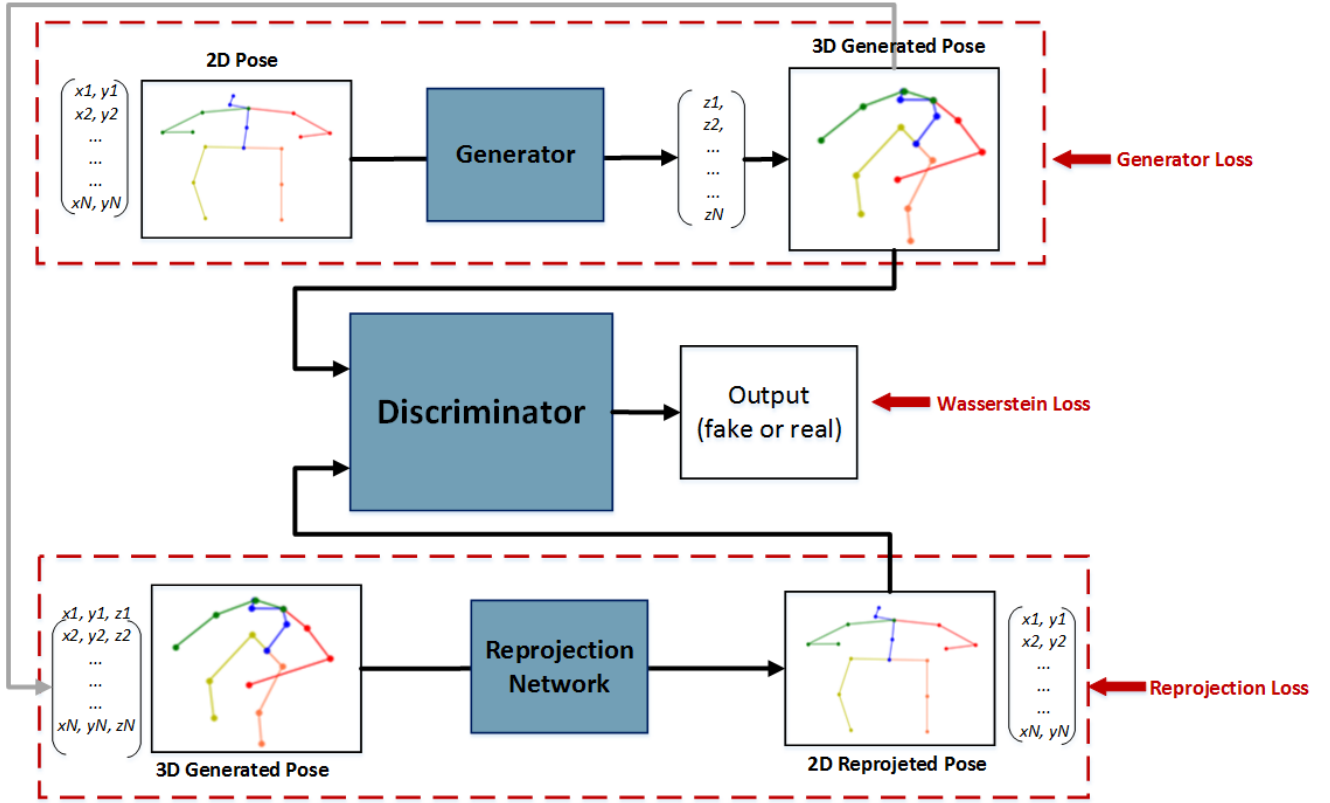 2D Pose
3D Generated Pose
x1, y1
x2, y2
...
...
...
xN, yN
Generator
z1,
z2,
...
...
...
zN
Generator Loss
Discriminator
Output
(fake or real)
Wasserstein Loss
x1, y1, z1
x2, y2, z2
...
...
...
xN, yN, zN
3D Generated Pose
Reprojection
Network
2D Reprojeted Pose
x1, y1
x2, y2
...
...
...
xN, yN
Reprojection Loss